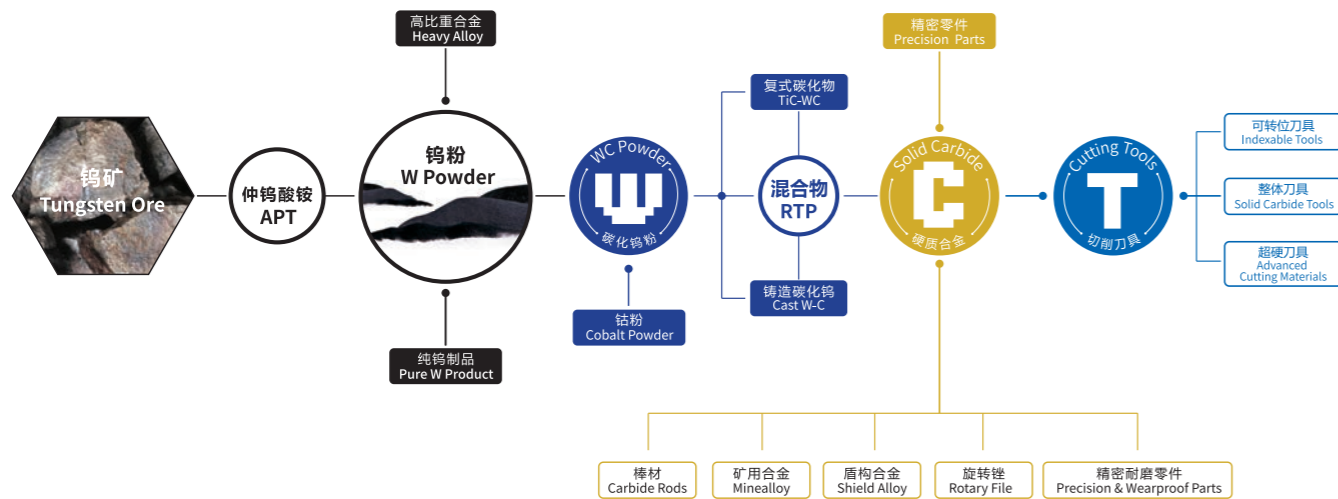 高比重合金
Heavy Alloy
精密零件
Precision Parts
复式碳化物
TiC-WC
钨矿
Tungsten Ore
仲钨酸铵
APT
钨粉
W Powder
WC Powder
W
碳化钨粉
混合物
RTP
Solid Carbide
C
硬质合金
Cutting Tools
T
切削刀具
可转位刀具
Indexable Tools
整体刀具
Solid Carbide Tools
超硬刀具
Advanced
Cutting Materials
钴粉
Cobalt Powder
铸造碳化钨
Cast W-C
纯钨制品
Pure W Product
棒材
Carbide Rods
矿用合金
Minealloy
盾构合金
Shield Alloy
旋转锉
Rotary File
精密耐磨零件
Precision & Wearproof Parts